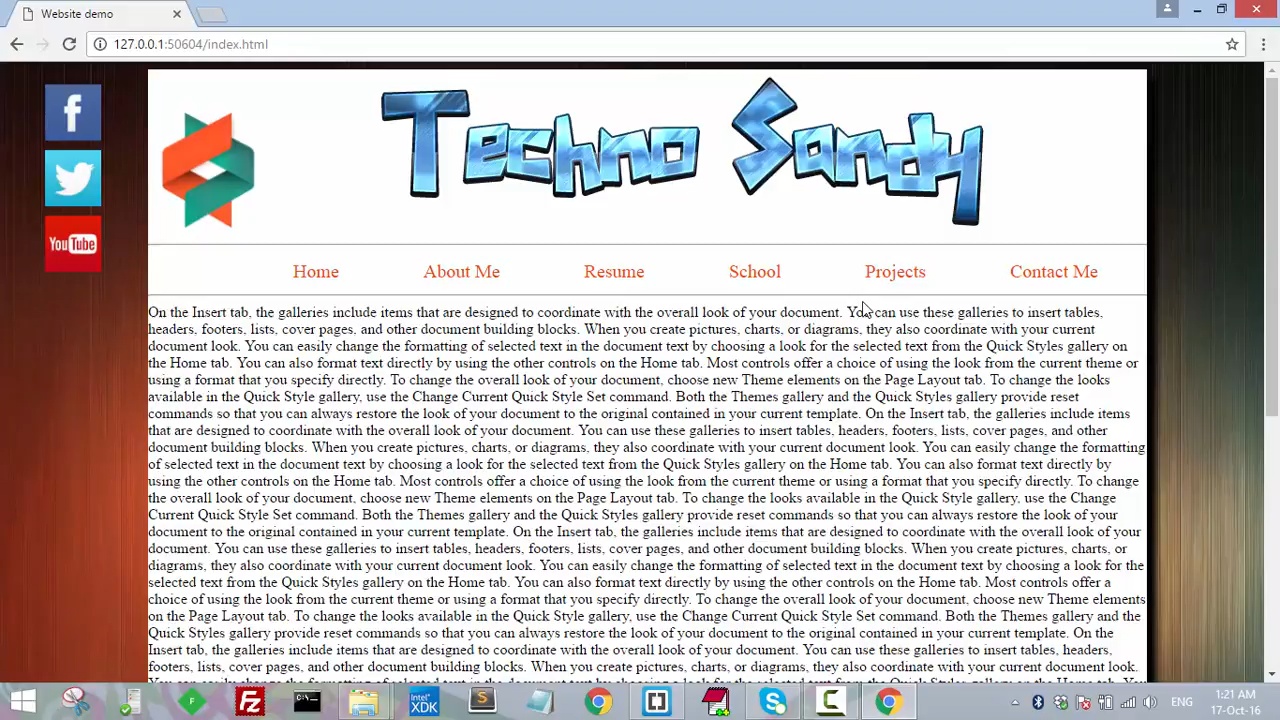 Website demo
127.0.0.1:50604/index.html
Techno Sandy
You Tube
Home About Me Resume School Projects Contact Me
On the Insert tab, the galleries include items that are designed to coordinate with the overall look of your document. You can use these galleries to insert tables,
headers, footers, lists, cover pages, and other document building blocks. When you create pictures, charts, or diagrams, they also coordinate with your current
document look. You can easily change the formatting of selected text in the document text by choosing a look for the selected text from the Quick Styles gallery on
the Home tab. You can also format text directly by using the other controls on the Home tab. Most controls offer a choice of using the look from the current theme or
using a format that you specify directly. To change the overall look of your document, choose new Theme elements on the Page Layout tab. To change the looks
available in the Quick Style gallery, use the Change Current Quick Style Set command. Both the Themes gallery and the Quick Styles gallery provide reset
commands so that you can always restore the look of your document to the original contained in your current template. On the Insert tab, the galleries include items
that are designed to coordinate with the overall look of your document. You can use these galleries to insert tables, headers, footers, lists, cover pages, and other
document building blocks. When you create pictures, charts, or diagrams, they also coordinate with your current document look. You can easily change the formatting
of selected text in the document text by choosing a look for the selected text from the Quick Styles gallery on the Home tab. You can also format text directly by
using the other controls on the Home tab. Most controls offer a choice of using the look from the current theme or using a format that you specify directly. To change
the overall look of your document, choose new Theme elements on the Page Layout tab. To change the looks available in the Quick Style gallery, use the Change
Current Quick Style Set command. Both the Themes gallery and the Quick Styles gallery provide reset commands so that you can always restore the look of your
document to the original contained in your current template. On the Insert tab, the galleries include items that are designed to coordinate with the overall look of your
document. You can use these galleries to insert tables, headers, footers, lists, cover pages, and other document building blocks. When you create pictures, charts, or
diagrams, they also coordinate with your current document look. You can easily change the formatting of selected text in the document text by choosing a look for the
selected text from the Quick Styles gallery on the Home tab. You can also format text directly by using the other controls on the Home tab. Most controls offer a
choice of using the look from the current theme or using a format that you specify directly. To change the overall look of your document, choose new Theme elements
on the Page Layout tab. To change the looks available in the Quick Style gallery, use the Change Current Quick Style Set command. Both the Themes gallery and the
Quick Styles gallery provide reset commands so that you can always restore the look of your document to the original contained in your current template. On the
Insert tab, the galleries include items that are designed to coordinate with the overall look of your document. You can use these galleries to insert tables, headers,
footers, lists, cover pages, and other document building blocks. When you create pictures, charts, or diagrams, they also coordinate with your current document look.
intel XDK
ENG
1:21 AM
17-Oct-16